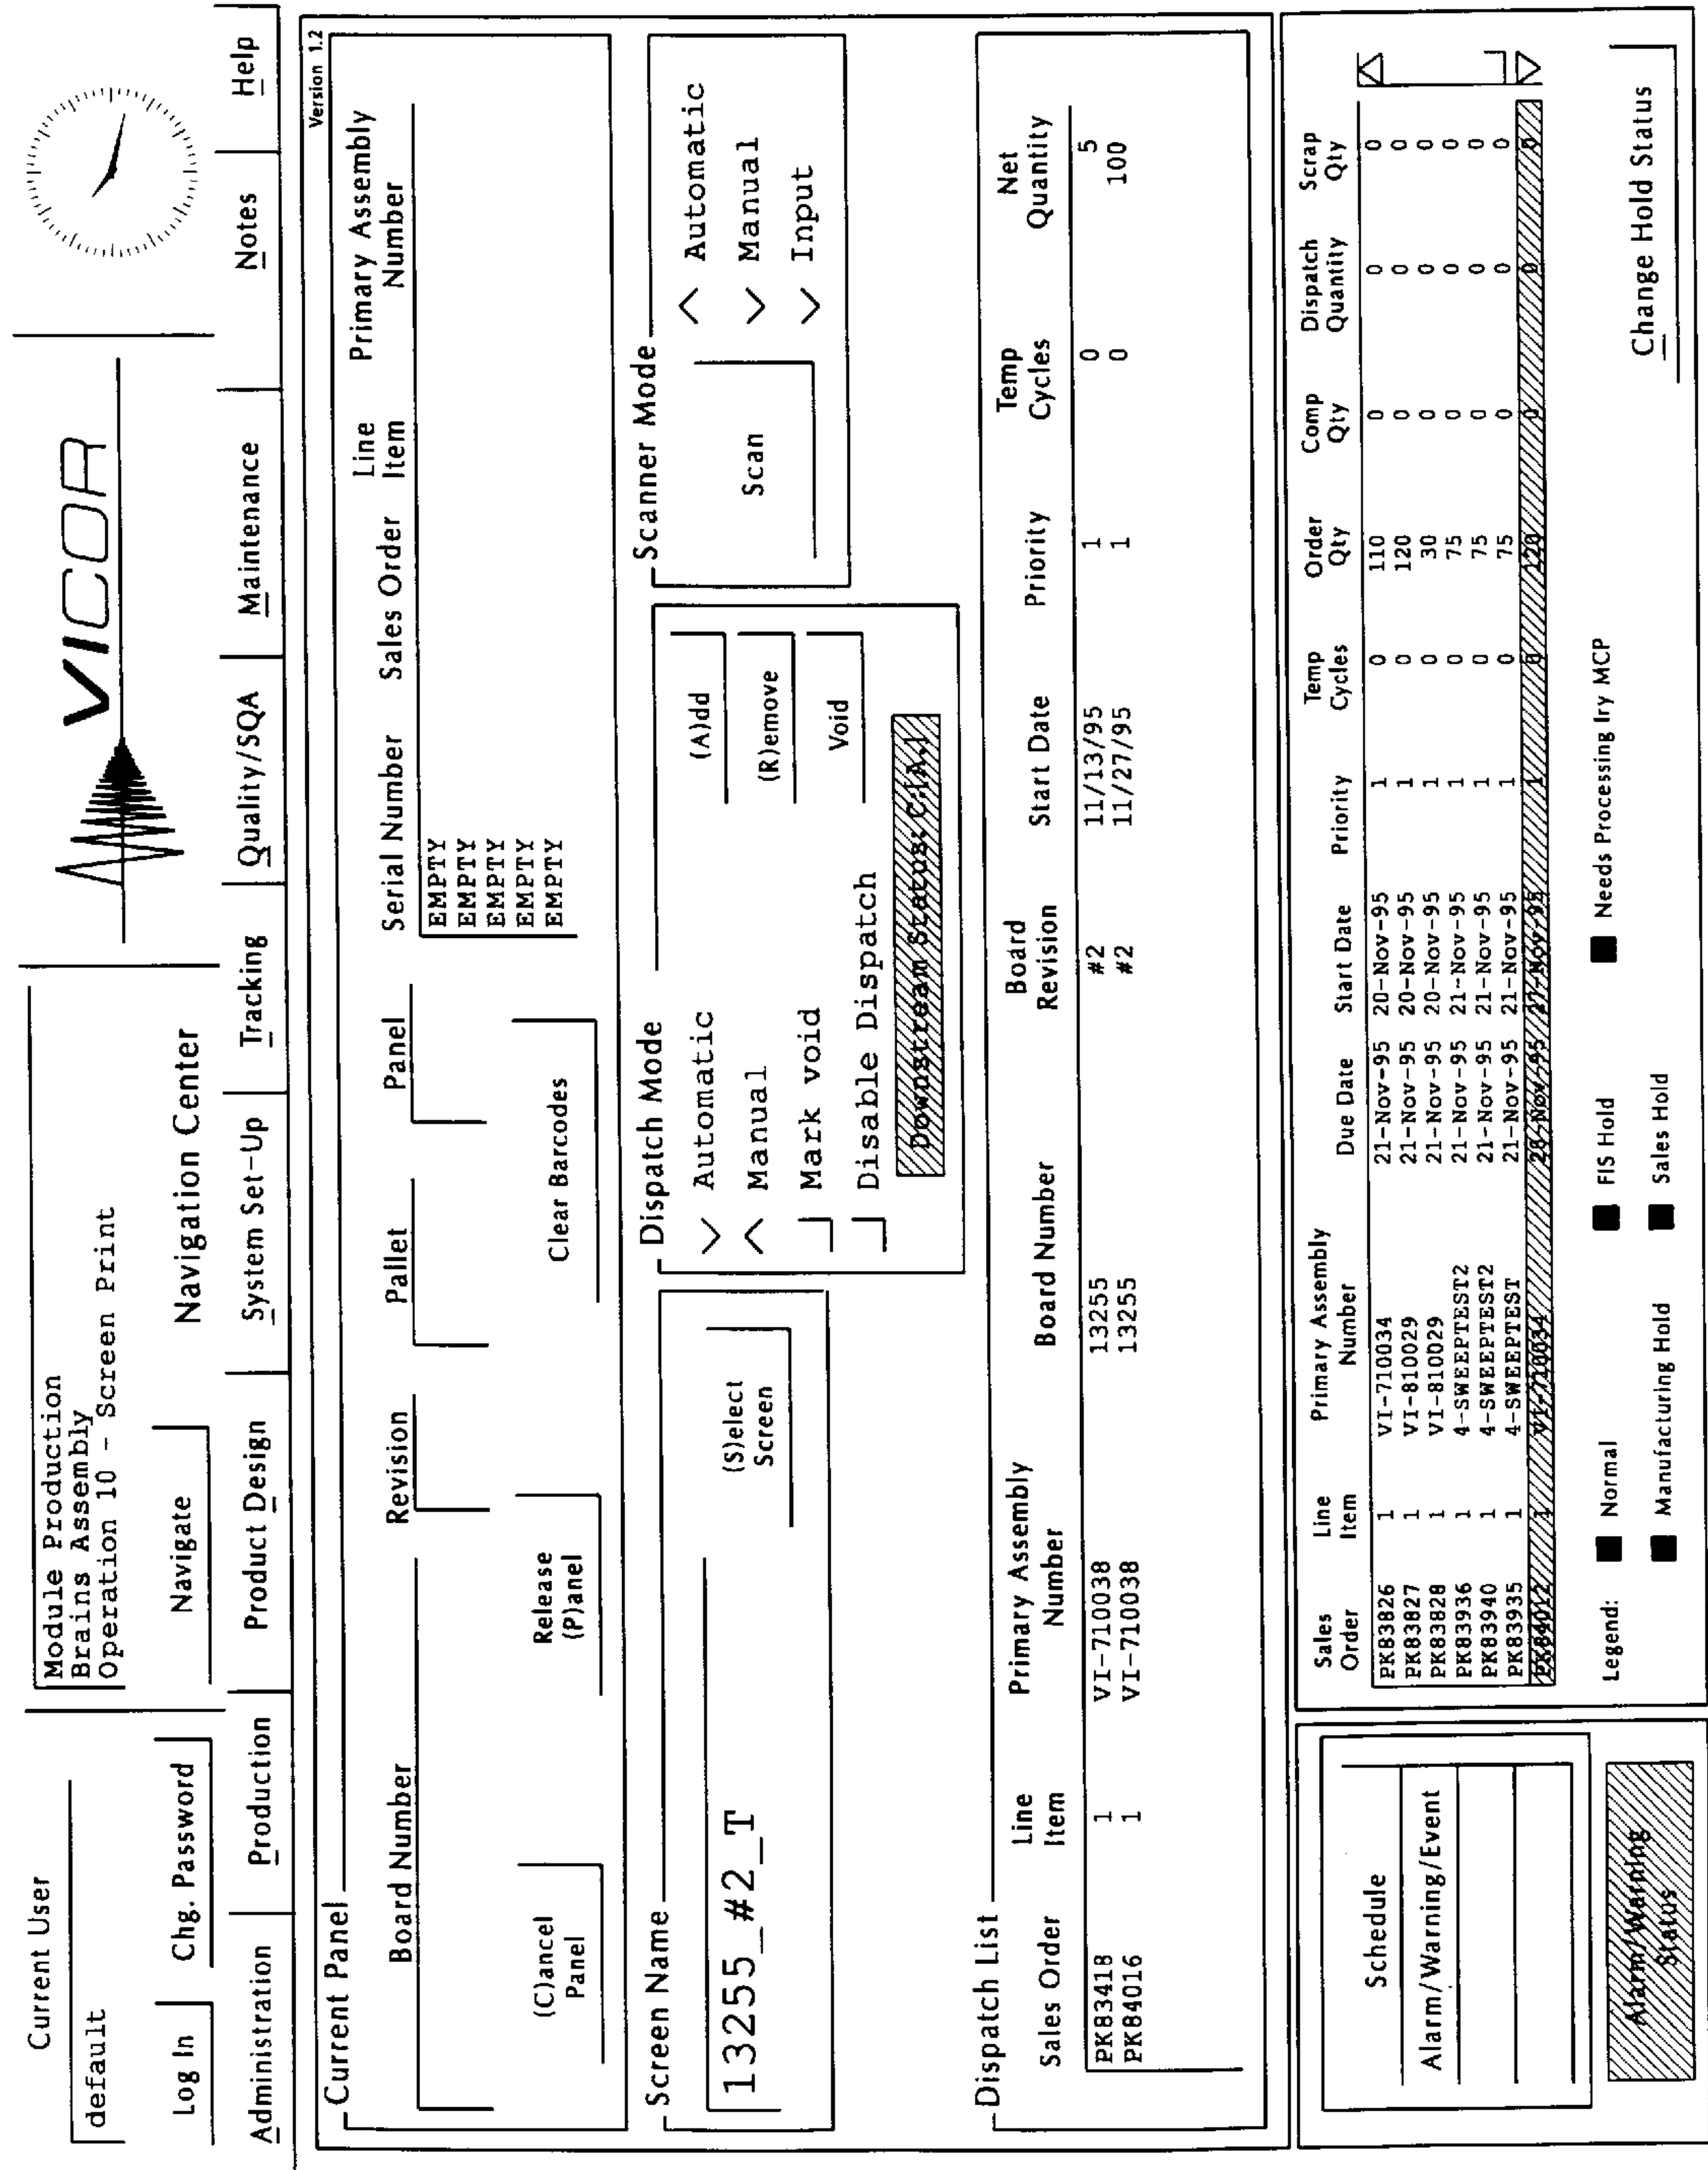 Current User
default
Log In
Chg. Password
Module Production
Brains Assembly
Operation 10 - Screen Print
Navigate
Navigation Center
VICOR
Administration
Production
Product Design
System Set-Up
Tracking
Quality/SQA
Maintenance
Notes
Help
Version 1.2
Current Panel
Board Number
Revision
Pallet
Panel
Serial Number
Sales Order
Line Item
Primary Assembly Number
EMPTY
EMPTY
EMPTY
EMPTY
EMPTY
(C)ancel Panel
Release (P)anel
Clear Barcodes
Screen Name
13255_#2_T
(S)elect Screen
Dispatch Mode
Automatic
Manual
Mark void
Disable Dispatch
(A)dd
(R)emove
Void
Downstream Status:
Scanner Mode
Scan
Automatic
Manual
Input
Dispatch List
Sales Order Line Item Primary Assembly Number Board Number Board Revision Start Date Priority Temp Cycles Net Quantity
PK83418 1 VI-710038 13255 #2 11/13/95 1 0 5
PK84016 1 VI-710038 13255 #2 11/27/95 1 0 100
Schedule
Alarm/Warning/Event
Alarm/Warning Status
Sales Order Line Item Primary Assembly Number Due Date Start Date Priority Temp Cycles Order Qty Comp Qty Dispatch Quantity Scrap Qty
PK83826 1 VI-710034 21-Nov-95 20-Nov-95 1 0 110 0 0 0
PK83827 1 VI-810029 21-Nov-95 20-Nov-95 1 0 120 0 0 0
PK83828 1 VI-810029 21-Nov-95 20-Nov-95 1 0 30 0 0 0
PK83936 1 4-SWEEPTEST2 21-Nov-95 21-Nov-95 1 0 75 0 0 0
PK83940 1 4-SWEEPTEST2 21-Nov-95 21-Nov-95 1 0 75 0 0 0
PK83935 1 4-SWEEPTEST 21-Nov-95 21-Nov-95 1 0 75 0 0 0
PK84012 1 VI-710034 1 0 120 0 0 0
Legend:
Normal
FIS Hold
Needs Processing Iry MCP
Manufacturing Hold
Sales Hold
Change Hold Status